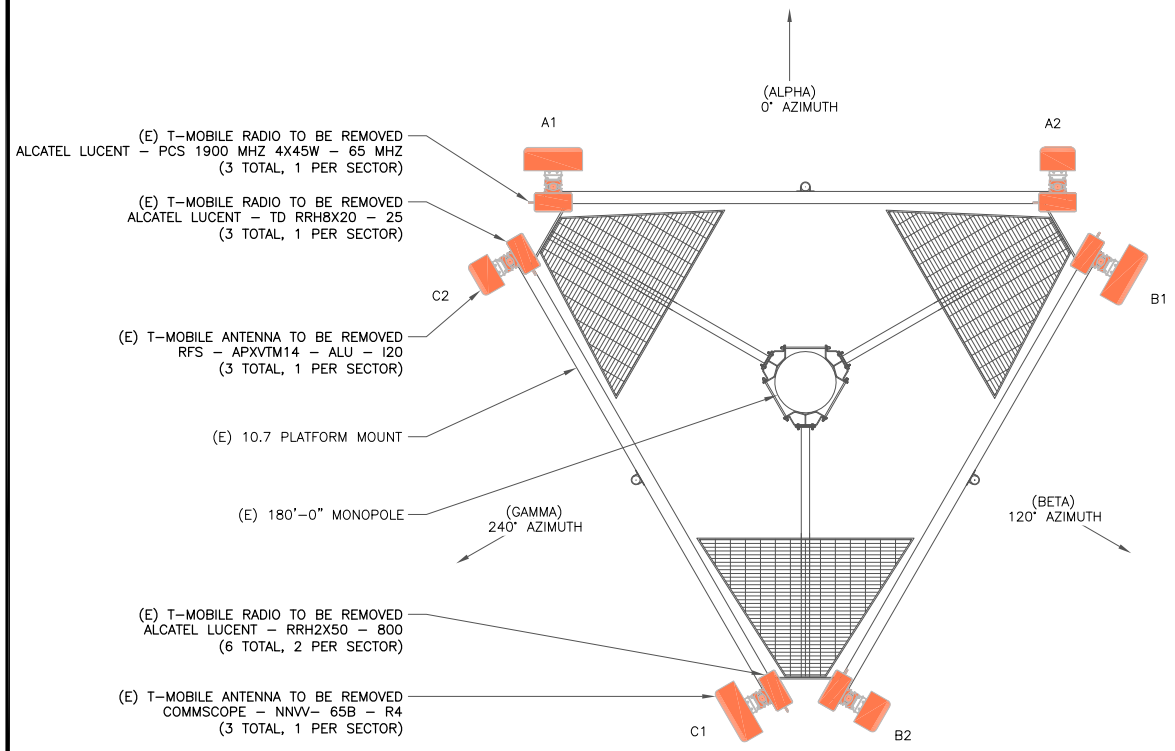 (ALPHA)
0° AZIMUTH
A1
A2
(E) T-MOBILE RADIO TO BE REMOVED
ALCATEL LUCENT - PCS 1900 MHZ 4X45W - 65 MHZ
(3 TOTAL, 1 PER SECTOR)
(E) T-MOBILE RADIO TO BE REMOVED
ALCATEL LUCENT - TD RRH8X20 - 25
(3 TOTAL, 1 PER SECTOR)
C2
B1
(E) T-MOBILE ANTENNA TO BE REMOVED
RFS - APXVTM14 - ALU - I20
(3 TOTAL, 1 PER SECTOR)
(E) 10.7 PLATFORM MOUNT
(E) 180'-0" MONOPOLE
(GAMMA)
240° AZIMUTH
(BETA)
120° AZIMUTH
(E) T-MOBILE RADIO TO BE REMOVED
ALCATEL LUCENT - RRH2X50 - 800
(6 TOTAL, 2 PER SECTOR)
(E) T-MOBILE ANTENNA TO BE REMOVED
COMMSCOPE - NNVV- 65B - R4
(3 TOTAL, 1 PER SECTOR)
C1
B2